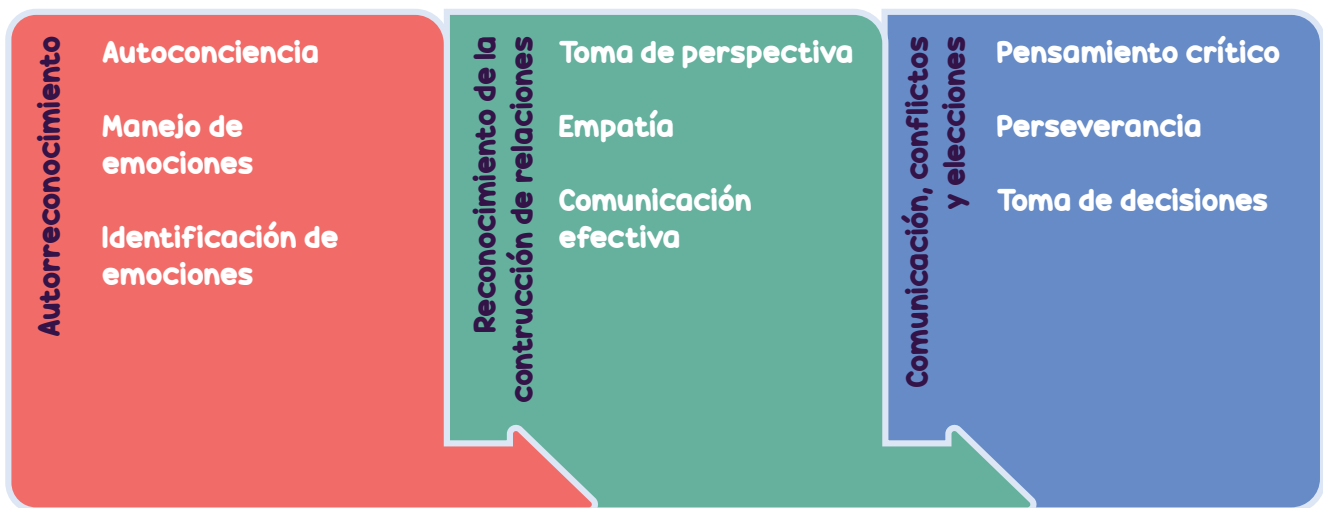 Autorreconocimiento
Autoconciencia
Manejo de
emociones
Identificación de
emociones
Reconocimiento de la
contrucción de relaciones
Toma de perspectiva
Empatía
Comunicación
efectiva
Comunicación, conflictos
y elecciones
Pensamiento crítico
Perseverancia
Toma de decisiones